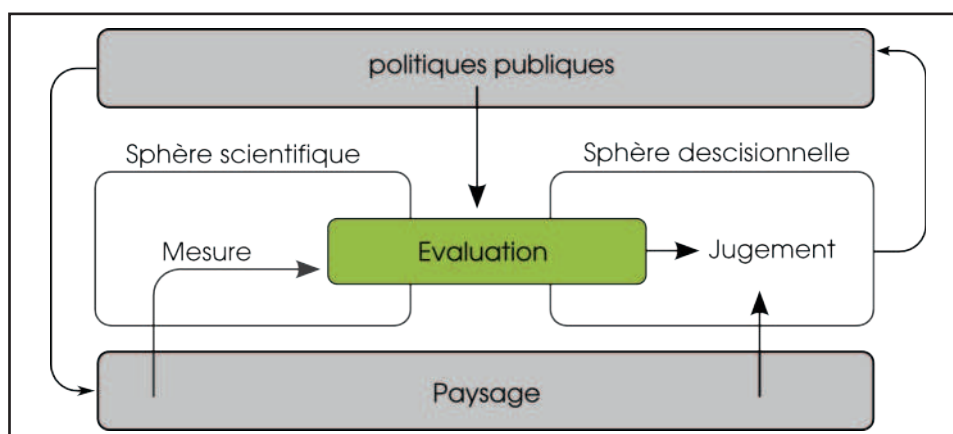 politiques publiques
Sphère scientifique
Sphère descisionnelle
Mesure
Evaluation
Jugement
Paysage